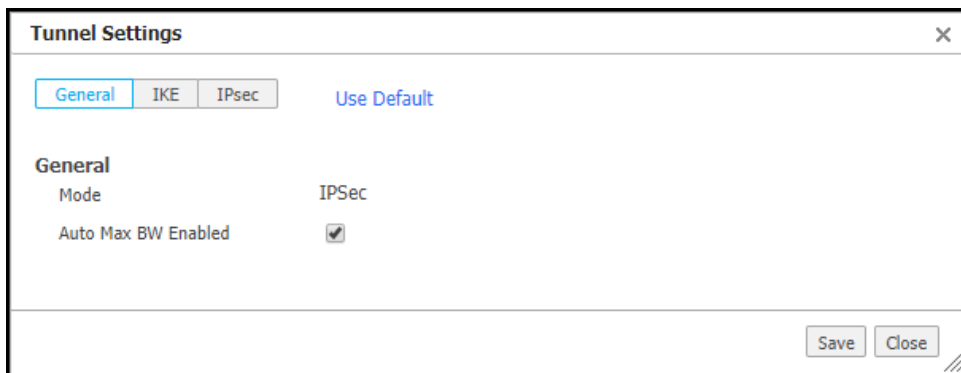 Tunnel Settings
General IKE IPsec Use Default
General
Mode IPSec
Auto Max BW Enabled
Save Close